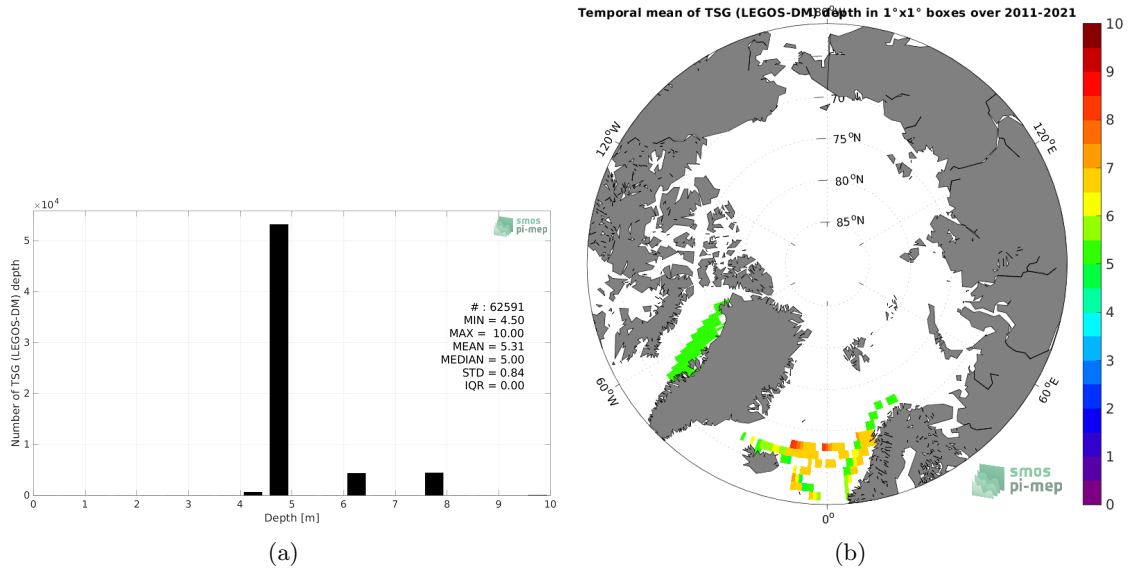 ×10^4
5
4
3
2
1
0
Number of TSG (LEGOS-DM) depth
0 1 2 3 4 5 6 7 8 9 10
Depth [m]
smos
pi-mep
# : 62591
MIN = 4.50
MAX = 10.00
MEAN = 5.31
MEDIAN = 5.00
STD = 0.84
IQR = 0.00
(a)
Temporal mean of TSG (LEGOS-DM) depth in 1°x1° boxes over 2011-2021
120°W
120°E
60°W
60°E
0°
75°N
80°N
85°N
smos
pi-mep
10
9
8
7
6
5
4
3
2
1
0
(b)